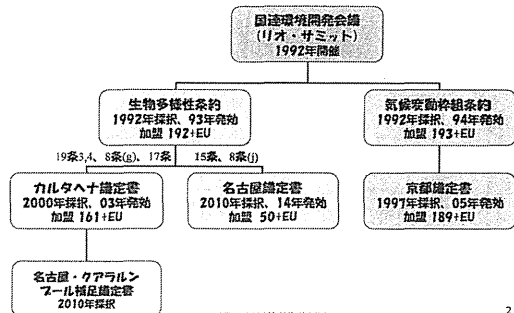 国連環境開発会議
(リオ・サミット)
1992年開催
生物多様性条約
1992年採択、93年発効
加盟 192+EU
気候変動枠組条約
1992年採択、94年発効
加盟 193+EU
19条3,4、8条(g)、17条
15条、8条(j)
カルタヘナ議定書
2000年採択、03年発効
加盟 161+EU
名古屋議定書
2010年採択、14年発効
加盟 50+EU
京都議定書
1997年採択、05年発効
加盟 189+EU
名古屋・クアラルン
プール補足議定書
2010年採択
2